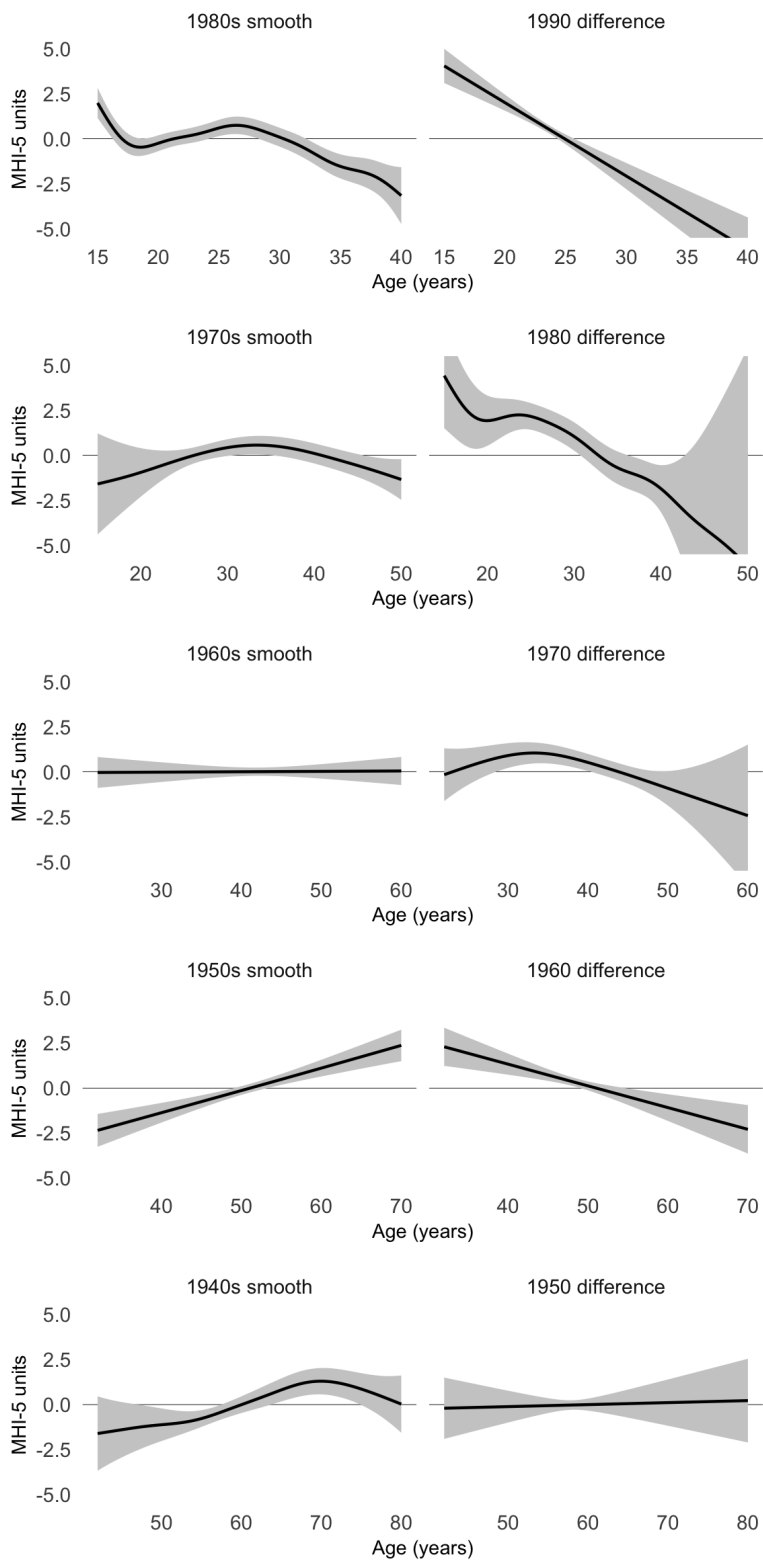 1980s smooth 1990 difference
MHI-5 units
5.0
2.5
0.0
-2.5
-5.0
15 20 25 30 35 40 15 20 25 30 35 40
Age (years)
1970s smooth 1980 difference
MHI-5 units
5.0
2.5
0.0
-2.5
-5.0
20 30 40 50 20 30 40 50
Age (years)
1960s smooth 1970 difference
MHI-5 units
5.0
2.5
0.0
-2.5
-5.0
30 40 50 60 30 40 50 60
Age (years)
1950s smooth 1960 difference
MHI-5 units
5.0
2.5
0.0
-2.5
-5.0
40 50 60 70 40 50 60 70
Age (years)
1940s smooth 1950 difference
MHI-5 units
5.0
2.5
0.0
-2.5
-5.0
50 60 70 80 50 60 70 80
Age (years)